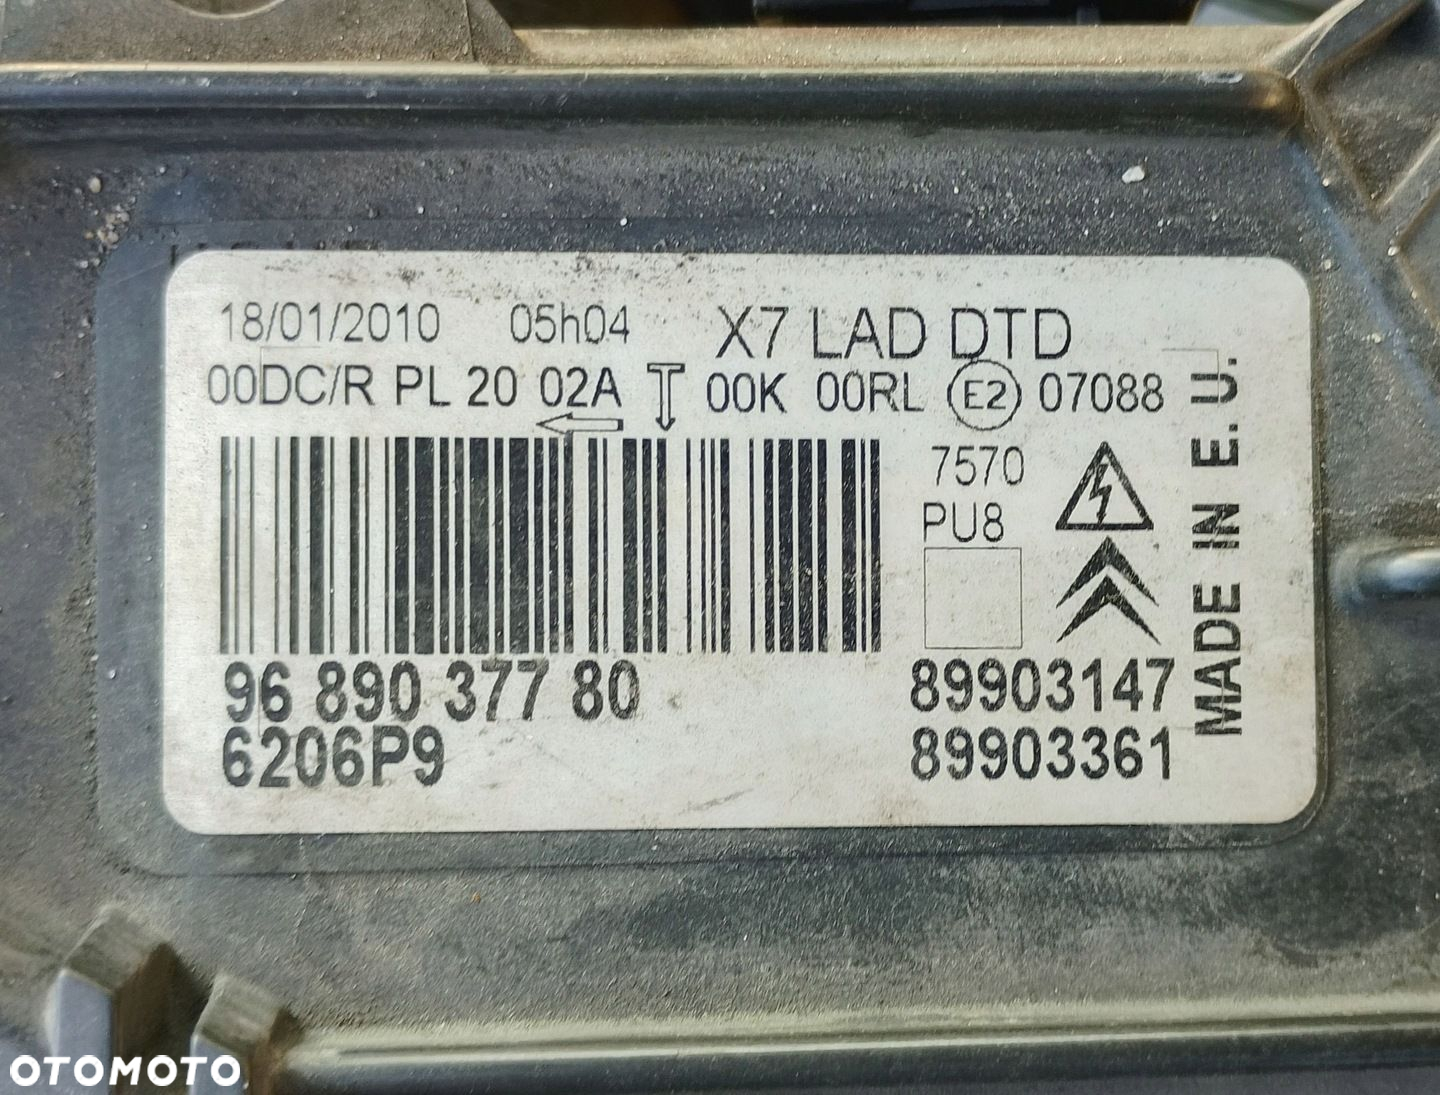 18/01/2010 05h04 X7 LAD DTD
00DC/R PL 20 02A 00K 00RL E2 07088
7570
PU8
96 890 377 80
6206P9
89903147
89903361
MADE IN E.U.
OTOMOTO